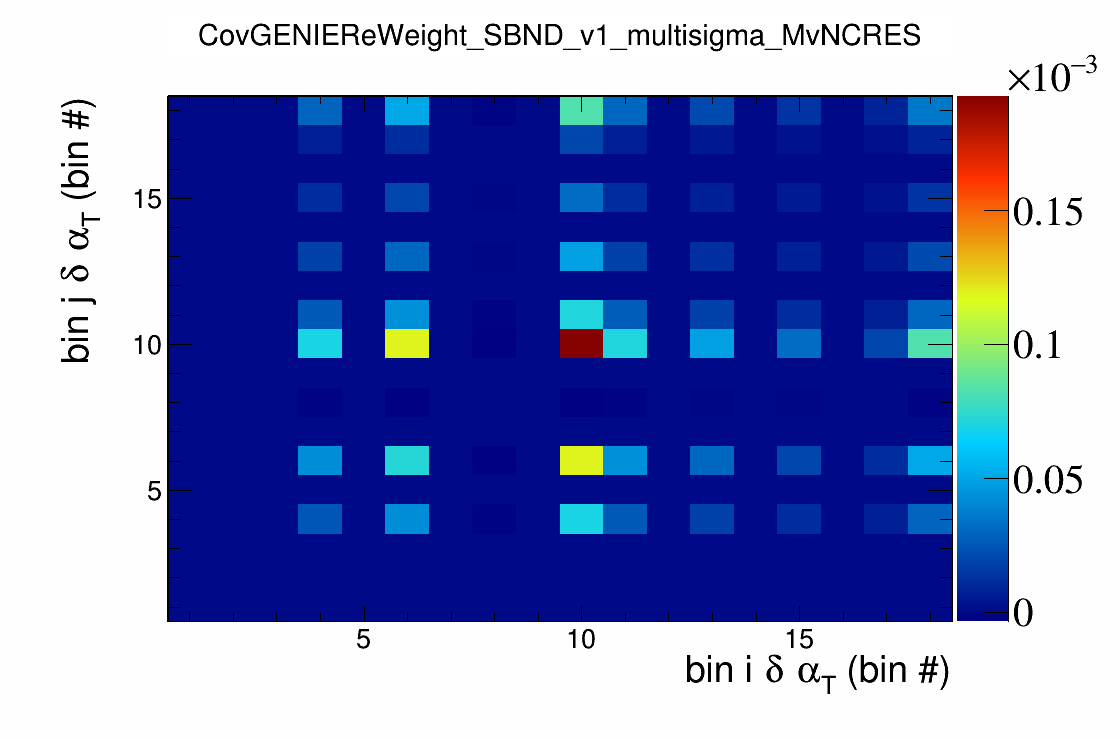 CovGENIEReWeight_SBND_v1_multisigma_MvNCRES
×10⁻³
bin j δ α_T (bin #)
15
10
5
0.15
0.1
0.05
0
5 10 15
bin i δ α_T (bin #)